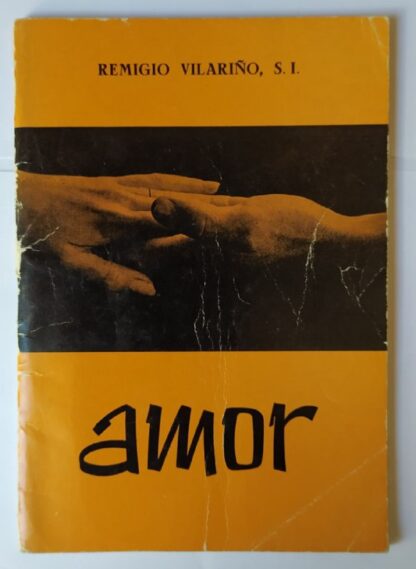 REMIGIO VILARIÑO, S. I.
amor